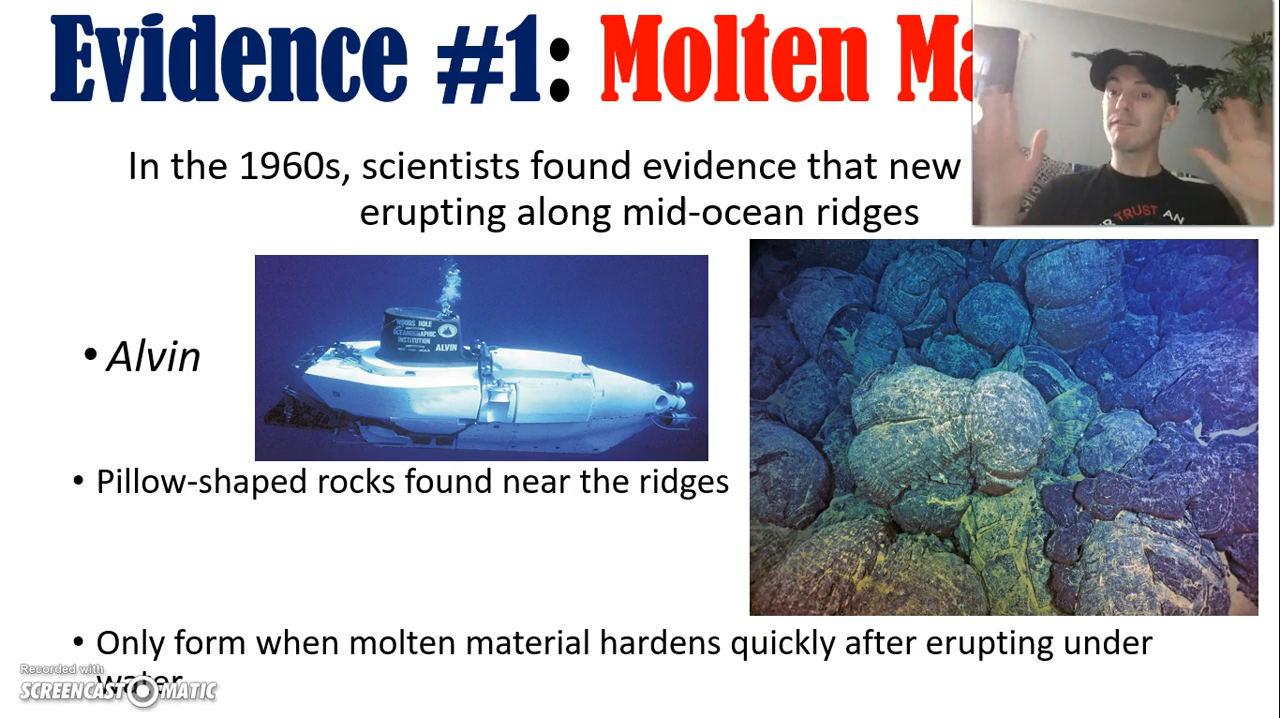 Evidence #1: Molten Ma
In the 1960s, scientists found evidence that new
erupting along mid-ocean ridges
TRUST AN
WOODS HOLE
OCEANOGRAPHIC
INSTITUTION
ALVIN
• Alvin
• Pillow-shaped rocks found near the ridges
• Only form when molten material hardens quickly after erupting under
water
Recorded with
SCREENCAST-O-MATIC